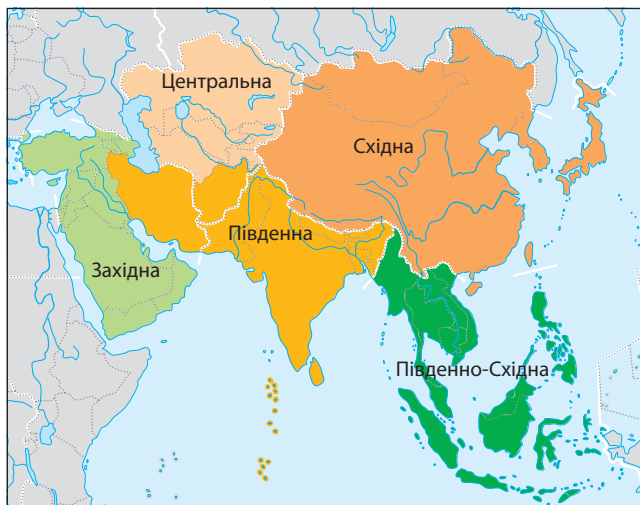 Центральна
Східна
Південна
Західна
Південно-Східна